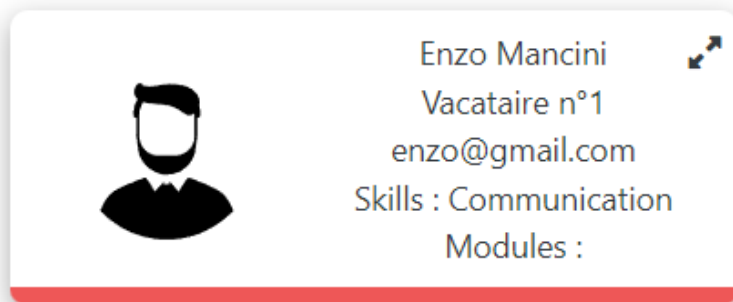 Enzo Mancini
Vacataire n°1
enzo@gmail.com
Skills : Communication
Modules :